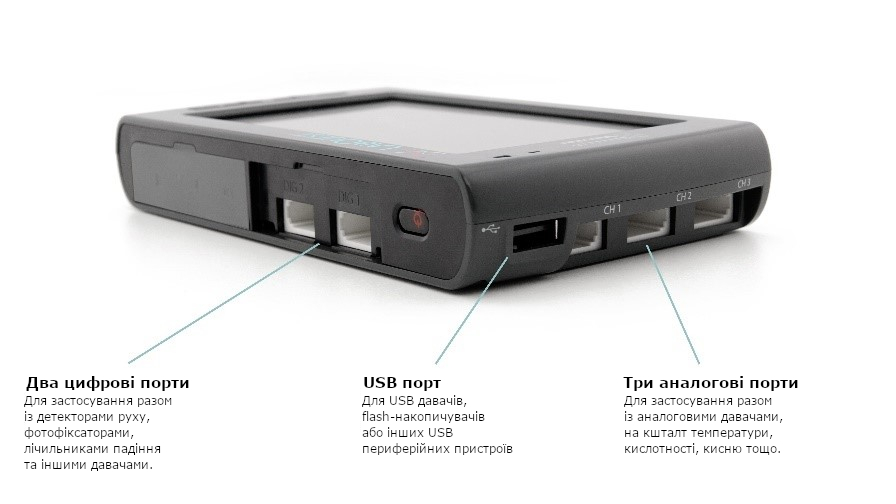 DIG 2
DIG 1
CH 1
CH 2
CH 3
Два цифрові порти
Для застосування разом
із детекторами руху,
фотофіксаторами,
лічильниками падіння
та іншими давачами.
USB порт
Для USB давачів,
flash-накопичувачів
або інших USB
периферійних пристроїв
Три аналогові порти
Для застосування разом
із аналоговими давачами,
на кшталт температури,
кислотності, кисню тощо.